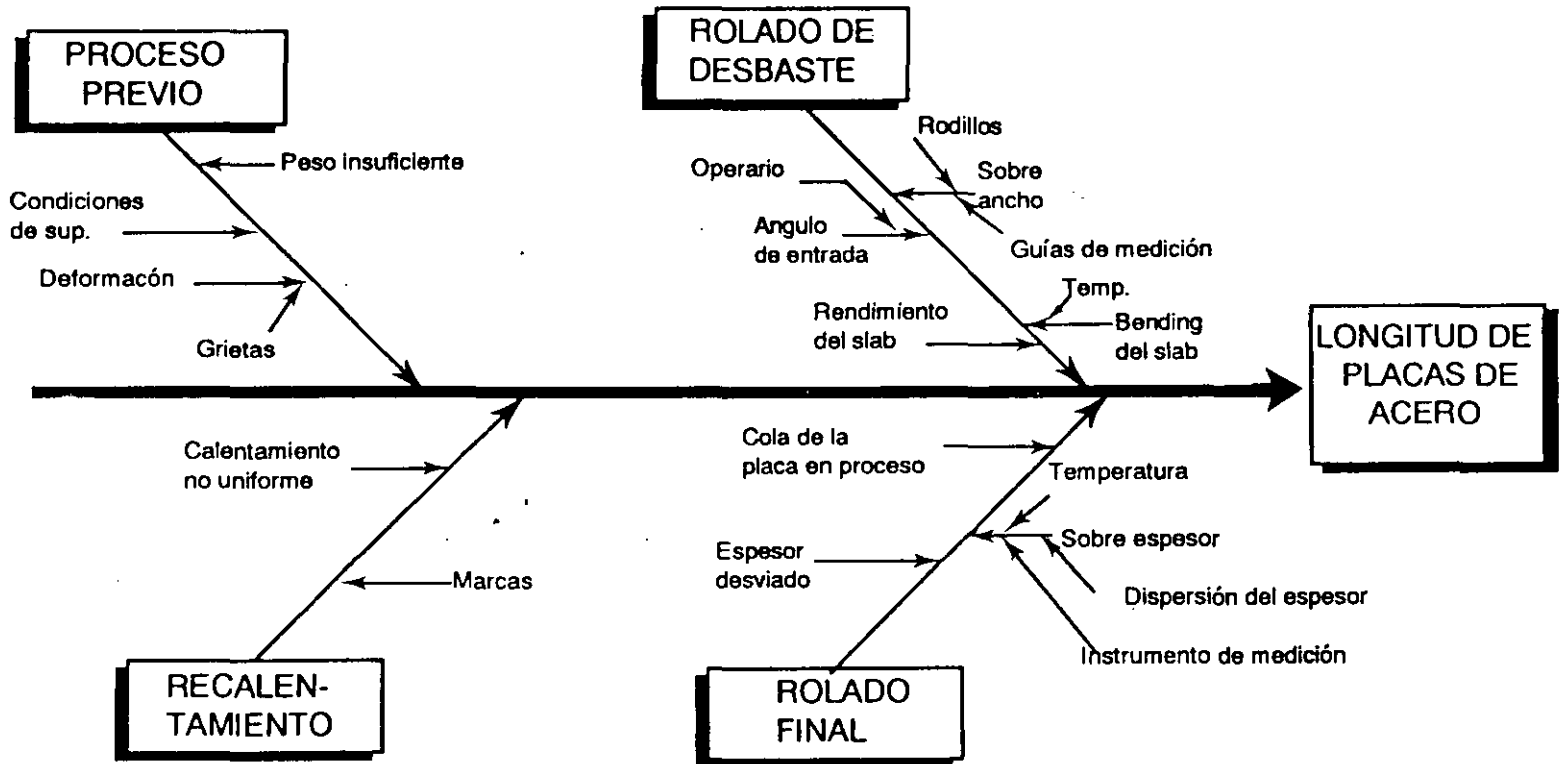 PROCESO
PREVIO
ROLADO DE
DESBASTE
Peso insuficiente
Condiciones
de sup.
Deformacón
Grietas
Rodillos
Operario
Sobre
ancho
Angulo
de entrada
Guías de medición
Temp.
Rendimiento
del slab
Bending
del slab
LONGITUD DE
PLACAS DE
ACERO
Calentamiento
no uniforme
Marcas
Cola de la
placa en proceso
Temperatura
Sobre espesor
Espesor
desviado
Dispersión del espesor
Instrumento de medición
RECALEN-
TAMIENTO
ROLADO
FINAL